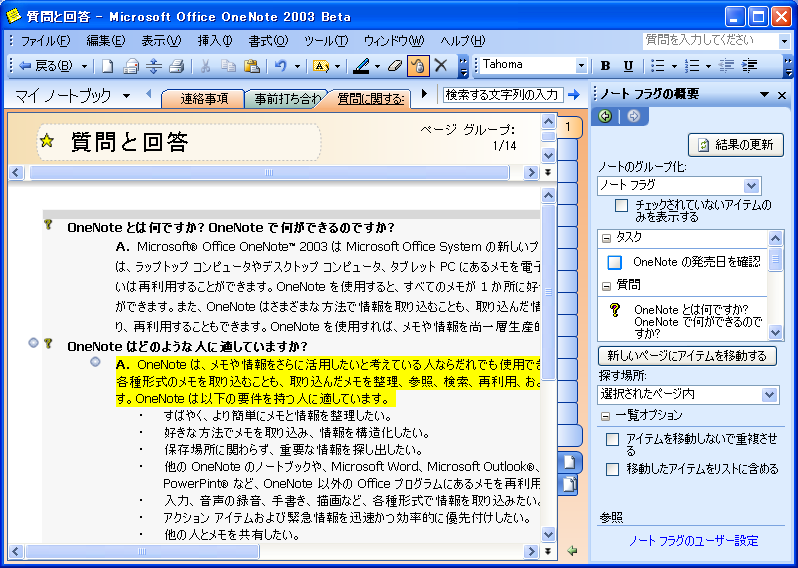 質問と回答 - Microsoft Office OneNote 2003 Beta
ファイル(F) 編集(E) 表示(V) 挿入(I) 書式(O) ツール(T) ウィンドウ(W) ヘルプ(H) 質問を入力してください
戻る(B) Tahoma B U
マイ ノートブック 連絡事項 事前打ち合わ 質問に関する: 検索する文字列の入力
質問と回答
ページ グループ:
1/14
1
OneNote とは何ですか? OneNote で何ができるのですか?
A. Microsoft® Office OneNote™ 2003 は Microsoft Office System の新しいプ
は、ラップトップ コンピュータやデスクトップ コンピュータ、タブレット PC にあるメモを電子
いは再利用することができます。OneNote を使用すると、すべてのメモが 1 か所に好
ができます。また、OneNote はさまざまな方法で情報を取り込むことも、取り込んだ情
り、再利用することもできます。OneNote を使用すれば、メモや情報を尚一層生産的
OneNote はどのような人に適していますか?
A. OneNote は、メモや情報をさらに活用したいと考えている人ならだれでも使用でき
各種形式のメモを取り込むことも、取り込んだメモを整理、参照、検索、再利用、およ
す。OneNote は以下の要件を持つ人に適しています。
・ すばやく、より簡単にメモと情報を整理したい。
・ 好きな方法でメモを取り込み、情報を構造化したい。
・ 保存場所に関わらず、重要な情報を探し出したい。
・ 他の OneNote のノートブックや、Microsoft Word、Microsoft Outlook®、
PowerPint® など、OneNote 以外の Office プログラムにあるメモを再利用
・ 入力、音声の録音、手書き、描画など、各種形式で情報を取り込みたい。
・ アクション アイテムおよび緊急情報を迅速かつ効率的に優先付けしたい。
・ 他の人とメモを共有したい。
ノート フラグの概要
結果の更新
ノートのグループ化:
ノート フラグ
チェックされていないアイテムの
みを表示する
タスク
OneNote の発売日を確認
質問
OneNote とは何ですか?
OneNote で何ができるので
すか?
新しいページにアイテムを移動する
探す場所:
選択されたページ内
一覧オプション
アイテムを移動しないで重複させ
る
移動したアイテムをリストに含める
参照
ノート フラグのユーザー設定